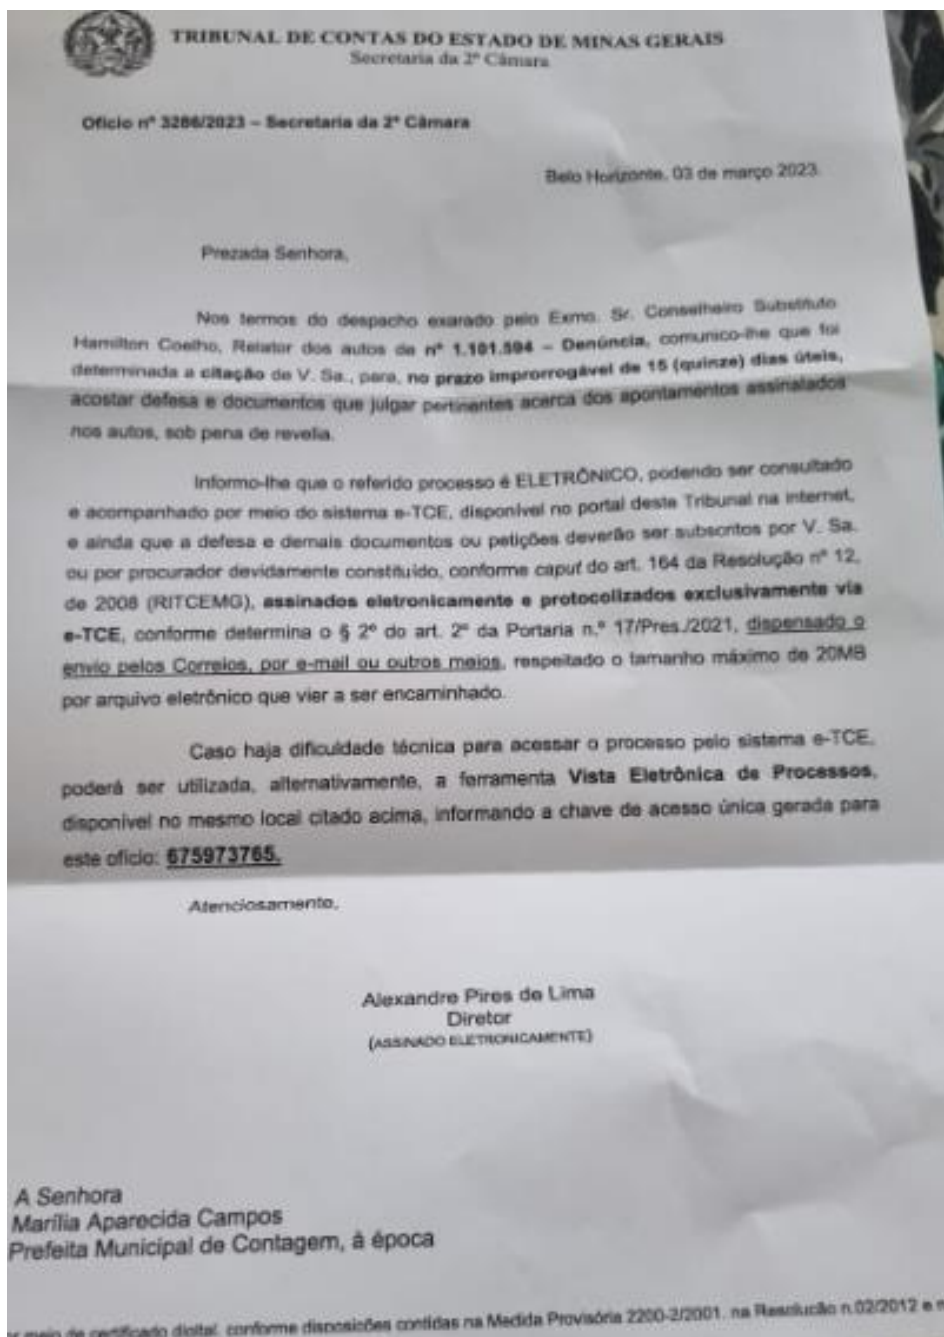 TRIBUNAL DE CONTAS DO ESTADO DE MINAS GERAIS
Secretaria da 2ª Câmara
Ofício nº 3286/2023 – Secretaria da 2ª Câmara
Belo Horizonte, 03 de março 2023.
Prezada Senhora,
Nos termos do despacho exarado pelo Exmo. Sr. Conselheiro Substituto
Hamilton Coelho, Relator dos autos de nº 1.101.594 – Denúncia, comunico-lhe que foi
determinada a citação de V. Sa., para, no prazo improrrogável de 15 (quinze) dias úteis,
acostar defesa e documentos que julgar pertinentes acerca dos apontamentos assinalados
nos autos, sob pena de revelia.
Informo-lhe que o referido processo é ELETRÔNICO, podendo ser consultado
e acompanhado por meio do sistema e-TCE, disponível no portal deste Tribunal na internet,
e ainda que a defesa e demais documentos ou petições deverão ser subscritos por V. Sa.
ou por procurador devidamente constituído, conforme caput do art. 164 da Resolução nº 12,
de 2008 (RITCEMG), assinados eletronicamente e protocolizados exclusivamente via
e-TCE, conforme determina o § 2º do art. 2º da Portaria n.º 17/Pres./2021, dispensado o
envio pelos Correios, por e-mail ou outros meios, respeitado o tamanho máximo de 20MB
por arquivo eletrônico que vier a ser encaminhado.
Caso haja dificuldade técnica para acessar o processo pelo sistema e-TCE,
poderá ser utilizada, alternativamente, a ferramenta Vista Eletrônica de Processos,
disponível no mesmo local citado acima, informando a chave de acesso única gerada para
este ofício: 675973765.
Atenciosamente,
Alexandre Pires de Lima
Diretor
(ASSINADO ELETRONICAMENTE)
A Senhora
Marília Aparecida Campos
Prefeita Municipal de Contagem, à época
meio de certificado digital, conforme disposições contidas na Medida Provisória 2200-2/2001, na Resolução n.02/2012 e